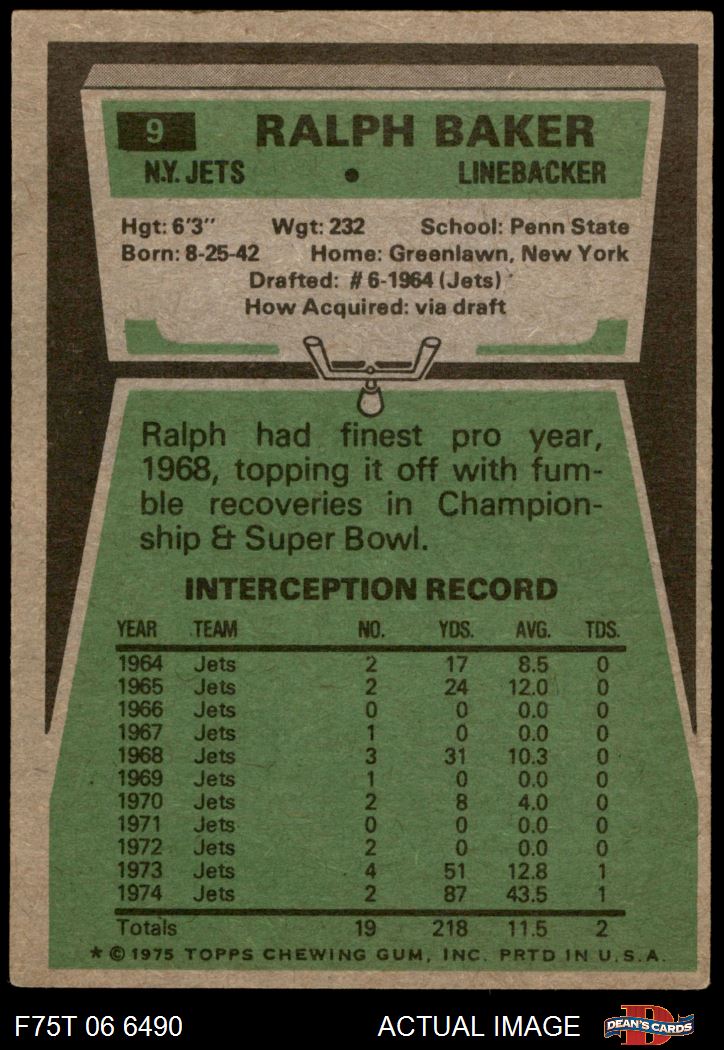 9 RALPH BAKER
N.Y. JETS • LINEBACKER
Hgt: 6'3" Wgt: 232 School: Penn State
Born: 8-25-42 Home: Greenlawn, New York
Drafted: #6-1964 (Jets)
How Acquired: via draft
Ralph had finest pro year,
1968, topping it off with fum-
ble recoveries in Champion-
ship & Super Bowl.
INTERCEPTION RECORD
YEAR TEAM NO. YDS. AVG. TDS.
1964 Jets 2 17 8.5 0
1965 Jets 2 24 12.0 0
1966 Jets 0 0 0.0 0
1967 Jets 1 0 0.0 0
1968 Jets 3 31 10.3 0
1969 Jets 1 0 0.0 0
1970 Jets 2 8 4.0 0
1971 Jets 0 0 0.0 0
1972 Jets 2 0 0.0 0
1973 Jets 4 51 12.8 1
1974 Jets 2 87 43.5 1
Totals 19 218 11.5 2
* © 1975 TOPPS CHEWING GUM, INC. PRTD IN U.S.A.
F75T 06 6490 ACTUAL IMAGE D DEAN'S CARDS